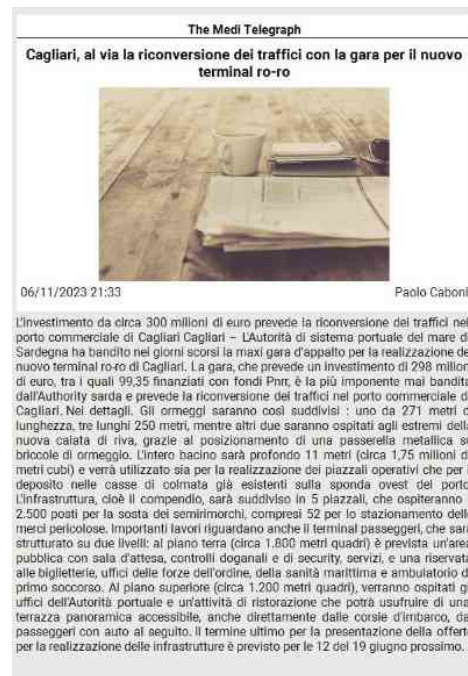 The Medi Telegraph
Cagliari, al via la riconversione dei traffici con la gara per il nuovo
terminal ro-ro
06/11/2023 21:33
Paolo Caboni
L'investimento da circa 300 milioni di euro prevede la riconversione dei traffici nel
porto commerciale di Cagliari Cagliari – L'Autorità di sistema portuale del mare di
Sardegna ha bandito nei giorni scorsi la maxi gara d'appalto per la realizzazione del
nuovo terminal ro-ro di Cagliari. La gara, che prevede un investimento di 298 milion
di euro, tra i quali 99,35 finanziati con fondi Pnrr, è la più imponente mai bandita
dall'Authority sarda e prevede la riconversione dei traffici nel porto commerciale d
Cagliari. Nei dettagli. Gli ormeggi saranno così suddivisi : uno da 271 metri d
lunghezza, tre lunghi 250 metri, mentre altri due saranno ospitati agli estremi della
nuova calata di riva, grazie al posizionamento di una passerella metallica su
briccole di ormeggio. L'intero bacino sarà profondo 11 metri (circa 1,75 milioni d
metri cubi) e verrà utilizzato sia per la realizzazione dei piazzali operativi che per i
deposito nelle casse di colmata già esistenti sulla sponda ovest del porto
L'infrastruttura, cioè il compendio, sarà suddiviso in 5 piazzali, che ospiteranno i
2.500 posti per la sosta dei semirimorchi, compresi 52 per lo stazionamento delle
merci pericolose. Importanti lavori riguardano anche il terminal passeggeri, che sarà
strutturato su due livelli: al piano terra (circa 1.800 metri quadri) è prevista un'area
pubblica con sala d'attesa, controlli doganali e di security, servizi, e una riservata
alle biglietterie, uffici delle forze dell'ordine, della sanità marittima e ambulatorio d
primo soccorso. Al piano superiore (circa 1.200 metri quadri), verranno ospitati gl
uffici dell'Autorità portuale e un'attività di ristorazione che potrà usufruire di una
terrazza panoramica accessibile, anche direttamente dalle corsie d'imbarco, da
passeggeri con auto al seguito. Il termine ultimo per la presentazione della offerte
per la realizzazione delle infrastrutture è previsto per le 12 del 19 giugno prossimo.